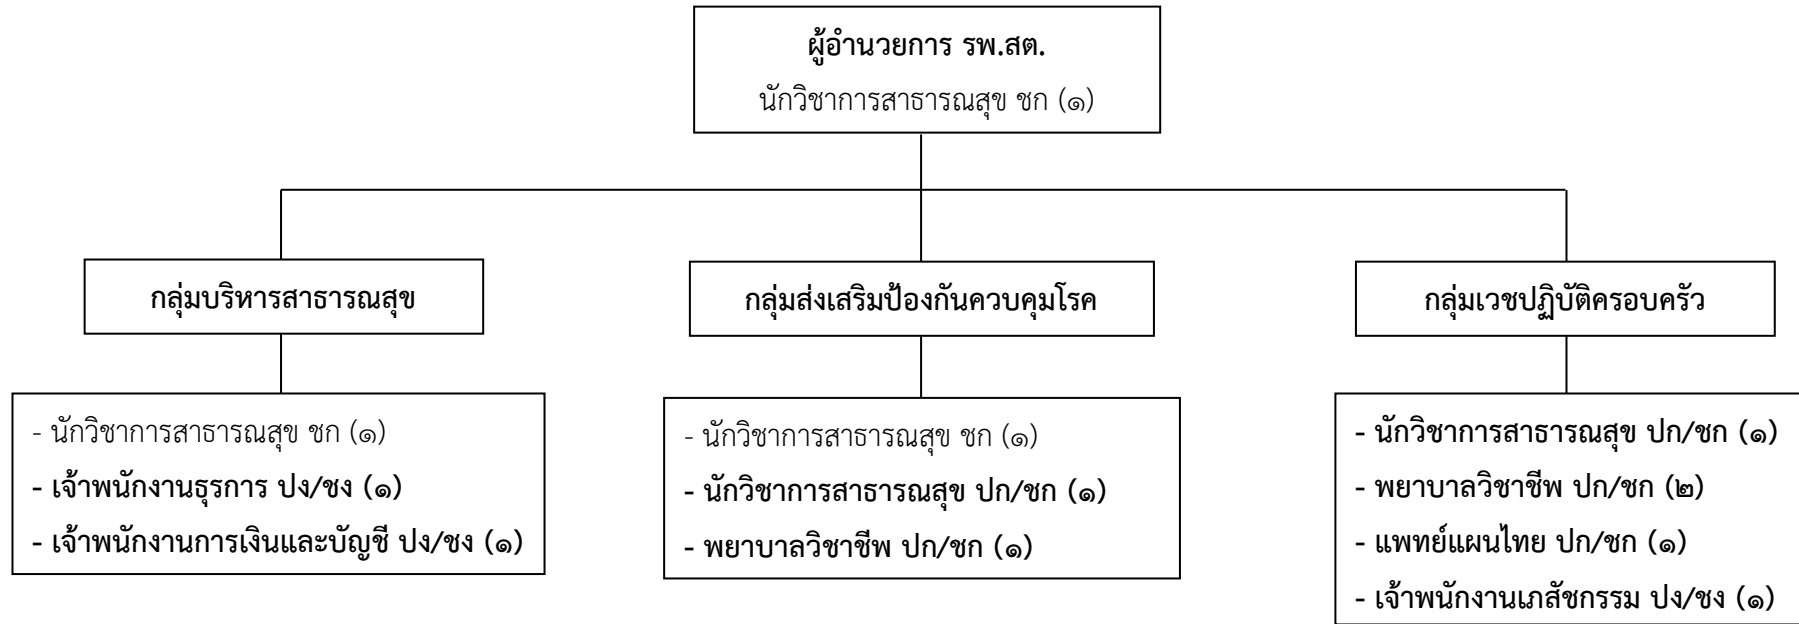 ผู้อำนวยการ รพ.สต.
นักวิชาการสาธารณสุข ชก (๑)
กลุ่มบริหารสาธารณสุข
- นักวิชาการสาธารณสุข ชก (๑)
- เจ้าพนักงานธุรการ ปง/ชง (๑)
- เจ้าพนักงานการเงินและบัญชี ปง/ชง (๑)
กลุ่มส่งเสริมป้องกันควบคุมโรค
- นักวิชาการสาธารณสุข ชก (๑)
- นักวิชาการสาธารณสุข ปก/ชก (๑)
- พยาบาลวิชาชีพ ปก/ชก (๑)
กลุ่มเวชปฏิบัติครอบครัว
- นักวิชาการสาธารณสุข ปก/ชก (๑)
- พยาบาลวิชาชีพ ปก/ชก (๒)
- แพทย์แผนไทย ปก/ชก (๑)
- เจ้าพนักงานเภสัชกรรม ปง/ชง (๑)